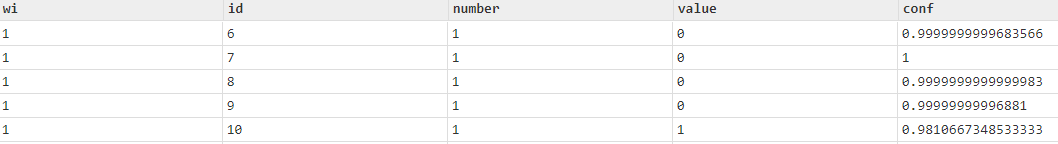 wi id number value conf
1 6 1 0 0.9999999999683566
1 7 1 0 1
1 8 1 0 0.9999999999999983
1 9 1 0 0.99999999996881
1 10 1 1 0.9810667348533333